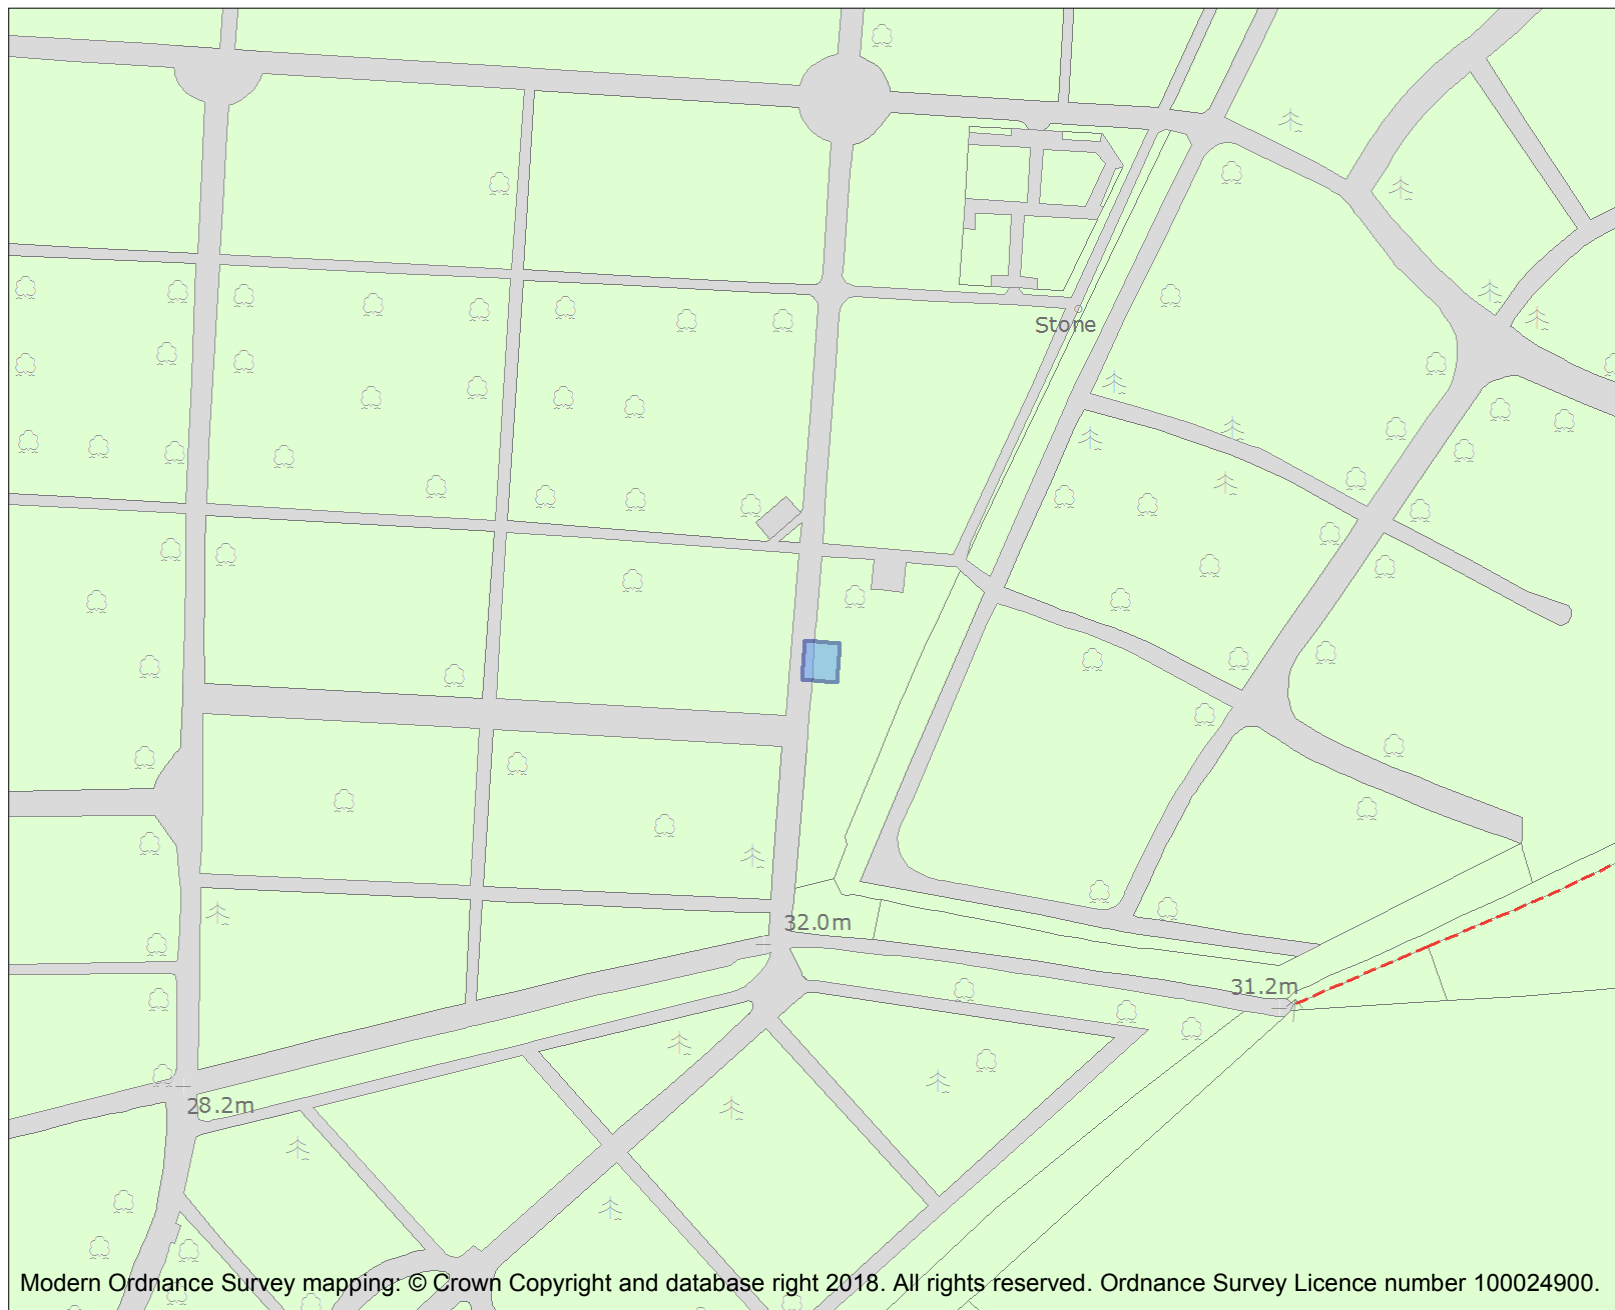 Stone
32.0m
31.2m
28.2m
Modern Ordnance Survey mapping: © Crown Copyright and database right 2018. All rights reserved. Ordnance Survey Licence number 100024900.